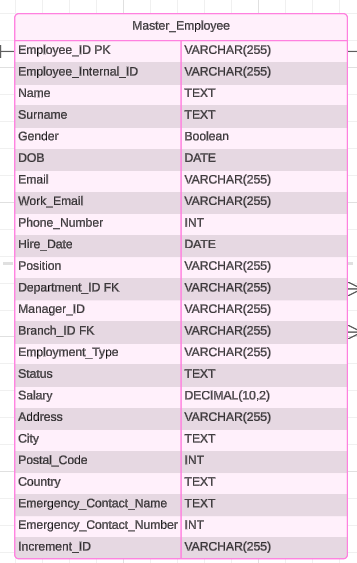 Master_Employee
Employee_ID PK VARCHAR(255)
Employee_Internal_ID VARCHAR(255)
Name TEXT
Surname TEXT
Gender Boolean
DOB DATE
Email VARCHAR(255)
Work_Email VARCHAR(255)
Phone_Number INT
Hire_Date DATE
Position VARCHAR(255)
Department_ID FK VARCHAR(255)
Manager_ID VARCHAR(255)
Branch_ID FK VARCHAR(255)
Employment_Type VARCHAR(255)
Status TEXT
Salary DECIMAL(10,2)
Address VARCHAR(255)
City TEXT
Postal_Code INT
Country TEXT
Emergency_Contact_Name TEXT
Emergency_Contact_Number INT
Increment_ID VARCHAR(255)